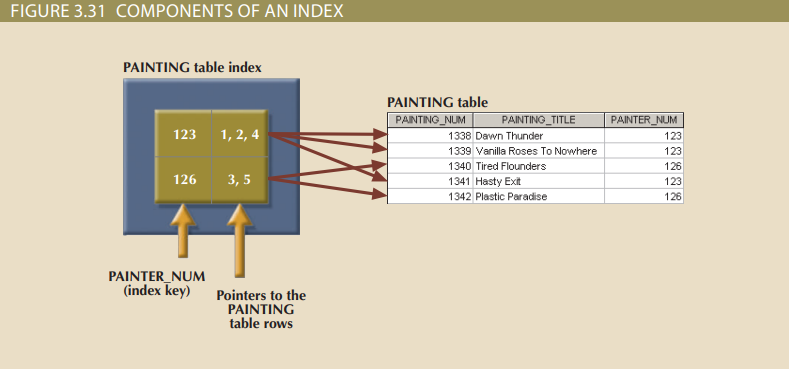 FIGURE 3.31 COMPONENTS OF AN INDEX
PAINTING table index
123 1, 2, 4
126 3, 5
PAINTER_NUM
(index key)
Pointers to the
PAINTING
table rows
PAINTING table
PAINTING_NUM PAINTING_TITLE PAINTER_NUM
1338 Dawn Thunder 123
1339 Vanilla Roses To Nowhere 123
1340 Tired Flounders 126
1341 Hasty Exit 123
1342 Plastic Paradise 126